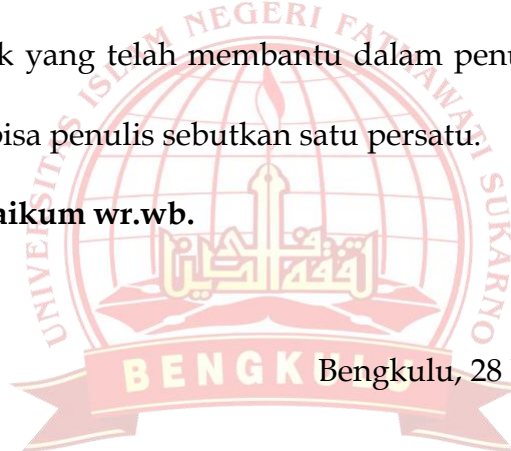 k yang telah membantu dalam penu
bisa penulis sebutkan satu persatu.
aikum wr.wb.
Bengkulu, 28
UNIVERSITAS ISLAM NEGERI FATMAWATI SUKARNO
BENGKULU